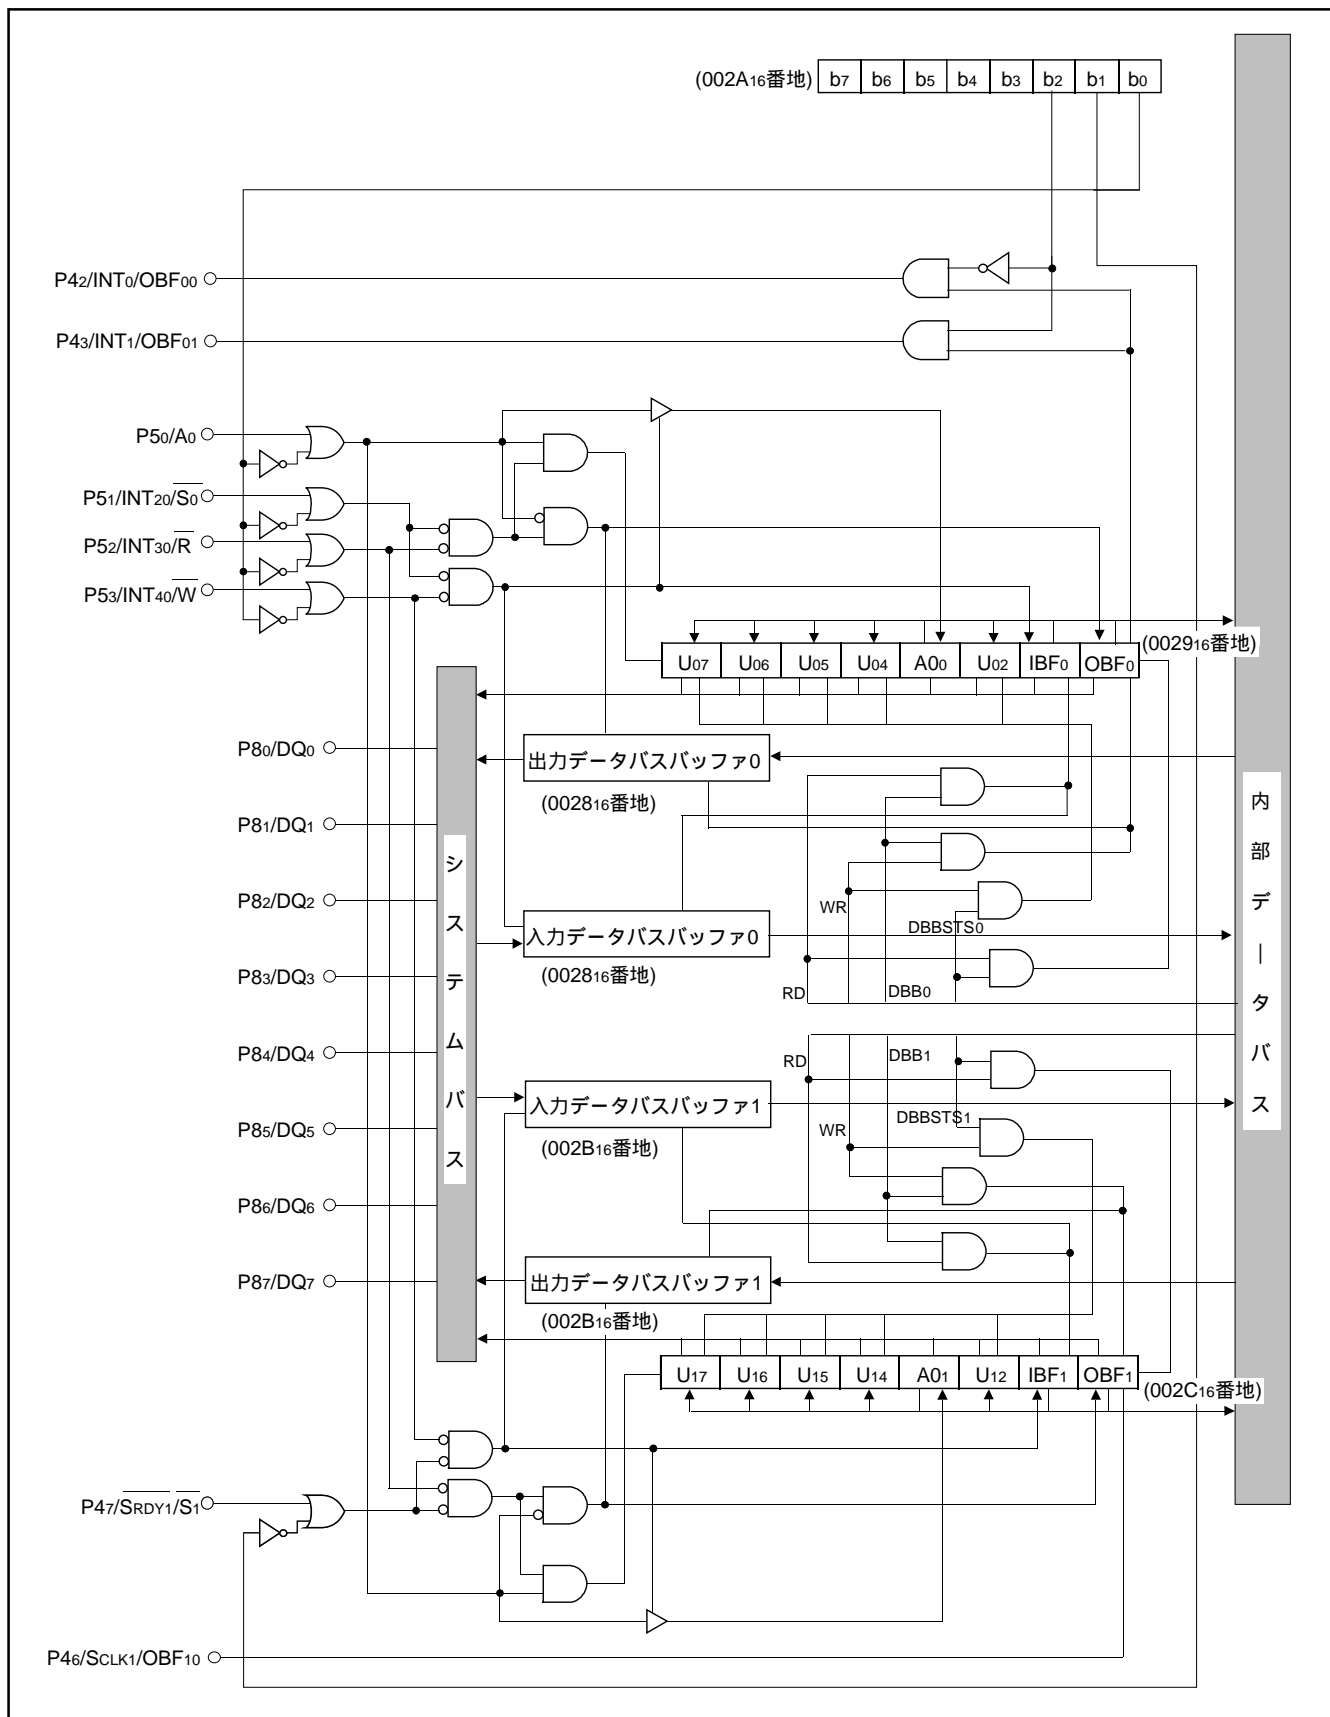 (002A16番地) b7 b6 b5 b4 b3 b2 b1 b0
P42/INT0/OBF00
P43/INT1/OBF01
P50/A0
P51/INT20/S0
P52/INT30/R
P53/INT40/W
(002916番地)
U07 U06 U05 U04 A00 U02 IBF0 OBF0
P80/DQ0
出力データバスバッファ0
(002816番地)
P81/DQ1
P82/DQ2
WR
DBBSTS0
入力データバスバッファ0
(002816番地)
P83/DQ3
RD
DBB0
システムバス
内部データバス
P84/DQ4
RD
DBB1
入力データバスバッファ1
(002B16番地)
DBBSTS1
WR
P85/DQ5
P86/DQ6
P87/DQ7
出力データバスバッファ1
(002B16番地)
U17 U16 U15 U14 A01 U12 IBF1 OBF1
(002C16番地)
P47/SRDY1/S1
P46/SCLK1/OBF10